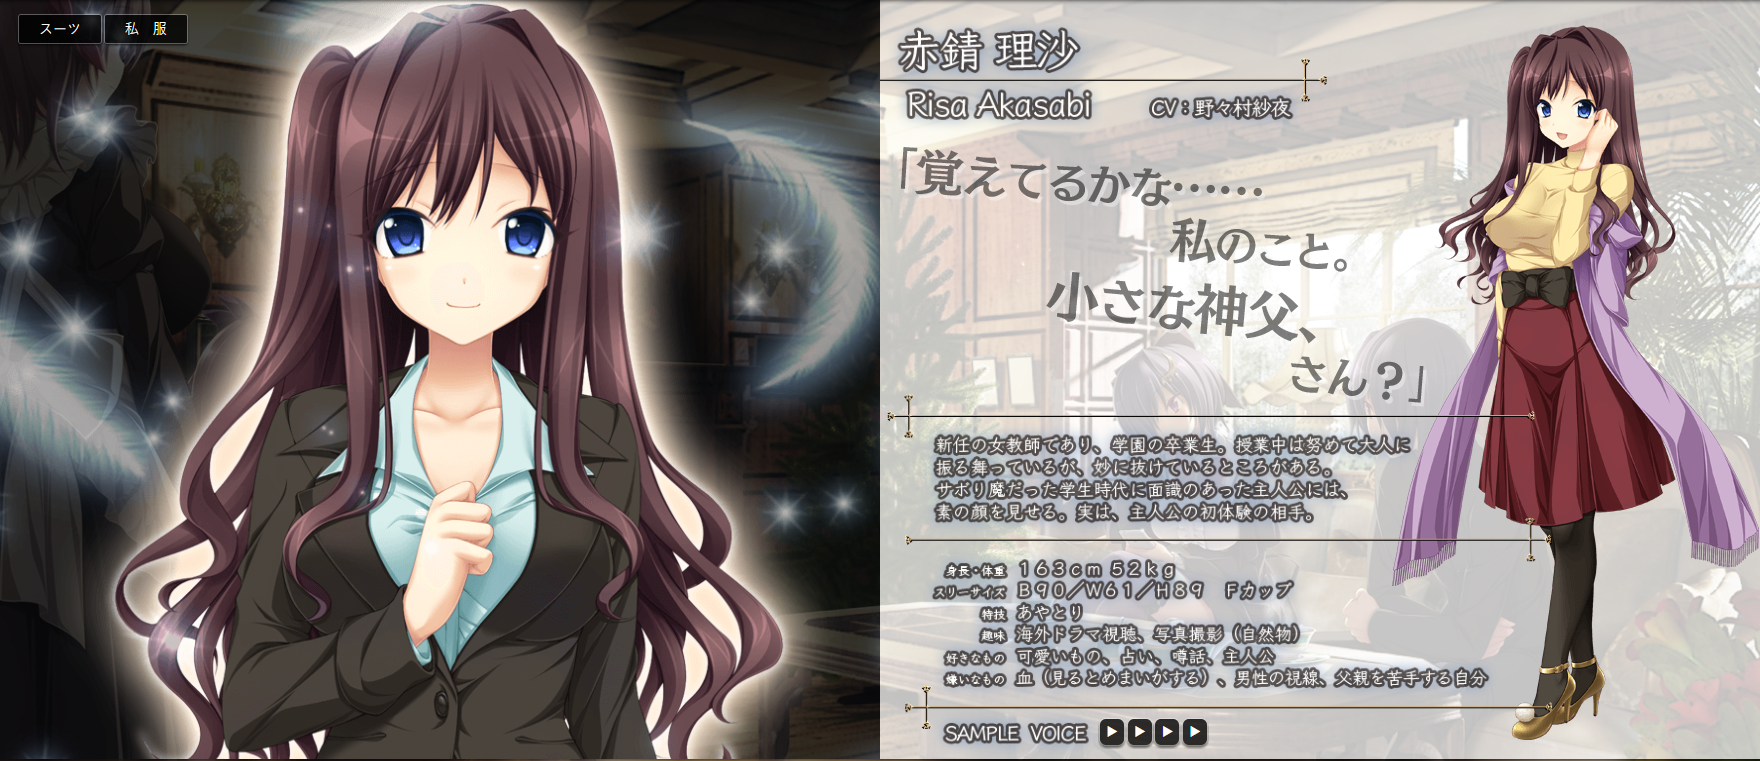 スーツ
私　服
赤錆 理沙
Risa Akasabi
CV：野々村紗夜
「覚えてるかな……
私のこと。
小さな神父、
さん？」
新任の女教師であり、学園の卒業生。授業中は努めて大人に
振る舞っているが、妙に抜けているところがある。
サボり魔だった学生時代に面識のあった主人公には、
素の顔を見せる。実は、主人公の初体験の相手。
身長・体重 １６３ｃｍ ５２ｋｇ
スリーサイズ Ｂ９０／Ｗ６１／Ｈ８９　Ｆカップ
特技 あやとり
趣味 海外ドラマ視聴、写真撮影（自然物）
好きなもの 可愛いもの、占い、噂話、主人公
嫌いなもの 血（見るとめまいがする）、男性の視線、父親を苦手する自分
SAMPLE VOICE